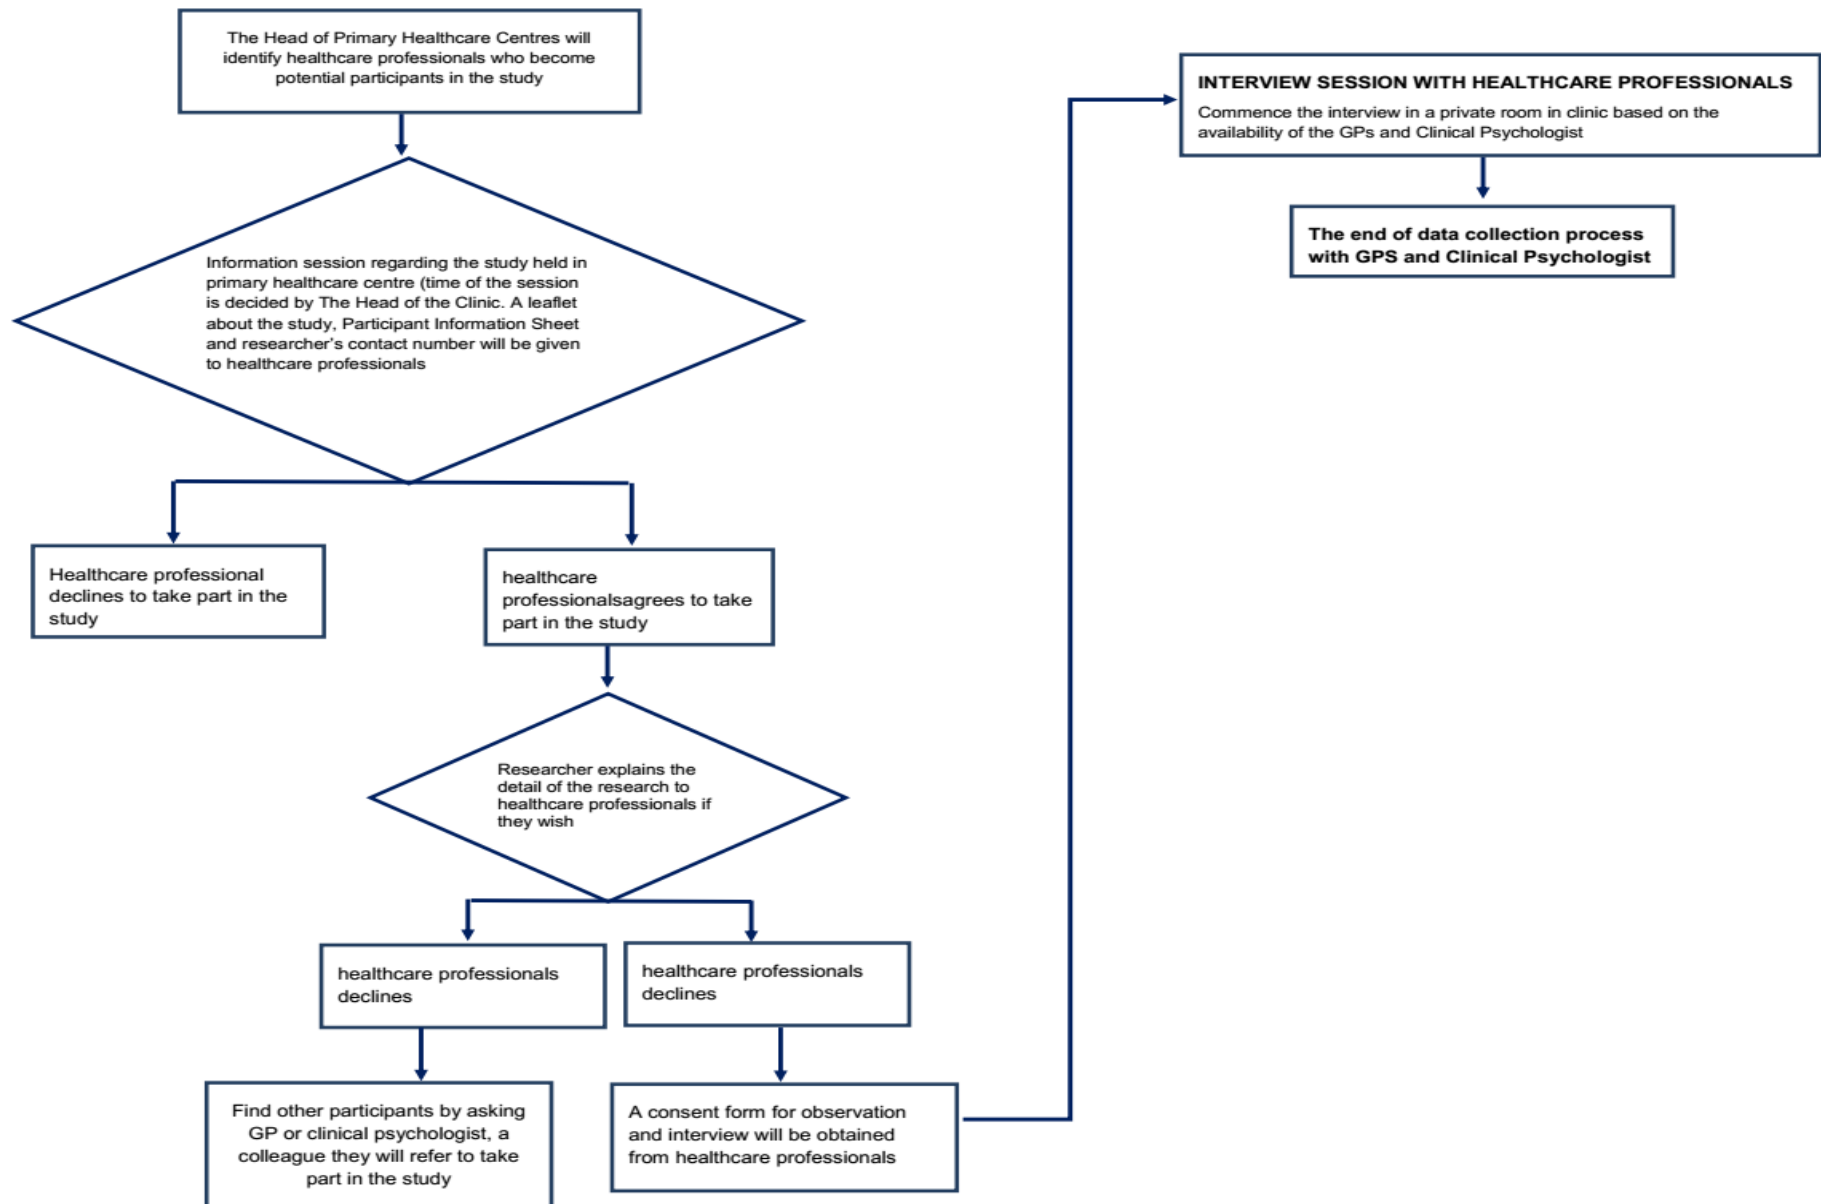 The Head of Primary Healthcare Centres will
identify healthcare professionals who become
potential participants in the study
Information session regarding the study held in
primary healthcare centre (time of the session
is decided by The Head of the Clinic. A leaflet
about the study, Participant Information Sheet
and researcher's contact number will be given
to healthcare professionals
Healthcare professional
declines to take part in the
study
healthcare
professionalsagrees to take
part in the study
Researcher explains the
detail of the research to
healthcare professionals if
they wish
healthcare professionals
declines
healthcare professionals
declines
Find other participants by asking
GP or clinical psychologist, a
colleague they will refer to take
part in the study
A consent form for observation
and interview will be obtained
from healthcare professionals
INTERVIEW SESSION WITH HEALTHCARE PROFESSIONALS
Commence the interview in a private room in clinic based on the
availability of the GPs and Clinical Psychologist
The end of data collection process
with GPS and Clinical Psychologist